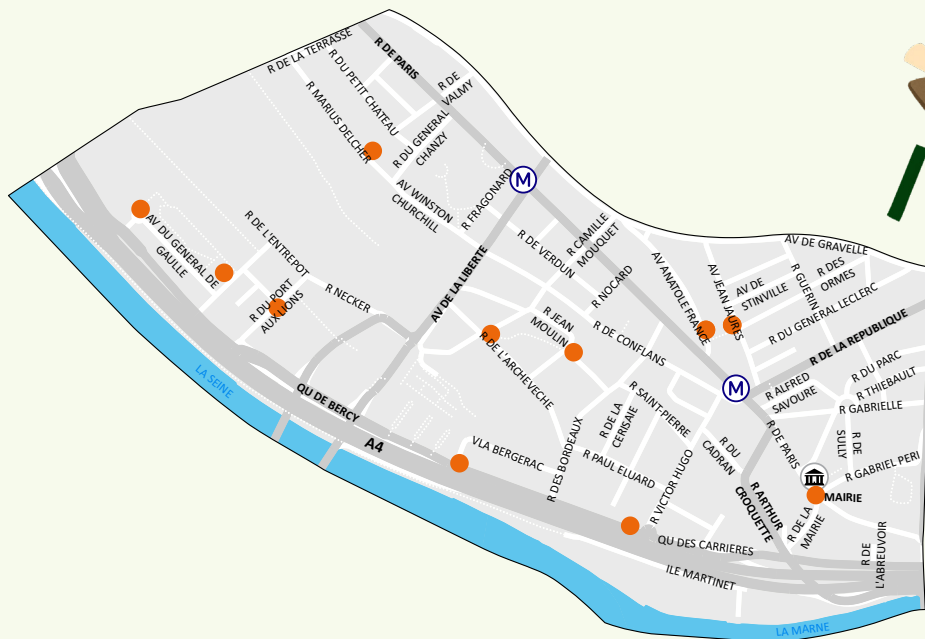 R DE LA TERRASSE
R DE PARIS
R DU PETIT CHATEAU
R MARIUS DELCHER
R DE
VALMY
R DU GENERAL
CHANZY
M
AV WINSTON
CHURCHILL
R FRAGONARD
AV DU GENERAL DE
GAULLE
R DE L'ENTREPOT
R DU PORT
AUX LIONS
R NECKER
AV DE LA LIBERTE
R DE VERDUN
R CAMILLE
MOUQUET
R NOCARD
AV ANATOLE FRANCE
AV JEAN JAURES
AV DE GRAVELLE
AV DE
STINVILLE
R GUERIN
R DES
ORMES
R DU GENERAL LECLERC
R DE LA REPUBLIQUE
R JEAN
MOULIN
R DE CONFLANS
R DE L'ARCHEVECHE
LA SEINE
QU DE BERCY
A4
M
R ALFRED
SAVOURE
R DU PARC
R THIEBAULT
R GABRIELLE
R SAINT-PIERRE
R DE LA
CERISAIE
R DES BORDEAUX
VLA BERGERAC
R PAUL ELUARD
R VICTOR HUGO
R DU
CADRAN
R DE PARIS
R DE
SULLY
R GABRIEL PERI
MAIRIE
R ARTHUR
CROQUETTE
R DE LA
MAIRIE
QU DES CARRIERES
ILE MARTINET
R DE
L'ABREUVOIR
LA MARNE